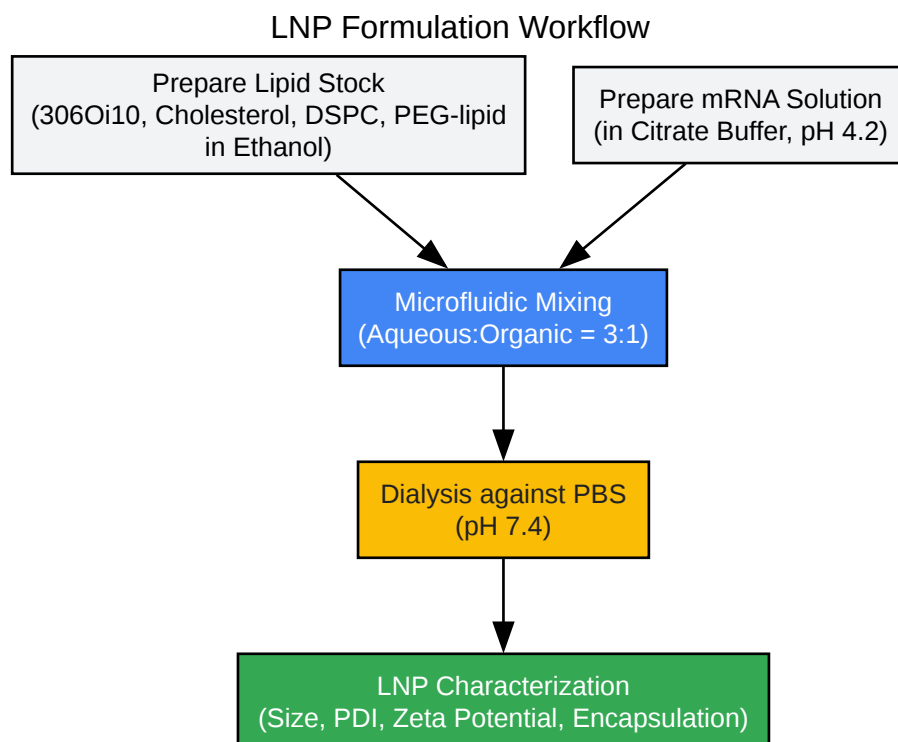 LNP Formulation Workflow
Prepare Lipid Stock
(306Oi10, Cholesterol, DSPC, PEG-lipid
in Ethanol)
Prepare mRNA Solution
(in Citrate Buffer, pH 4.2)
Microfluidic Mixing
(Aqueous:Organic = 3:1)
Dialysis against PBS
(pH 7.4)
LNP Characterization
(Size, PDI, Zeta Potential, Encapsulation)